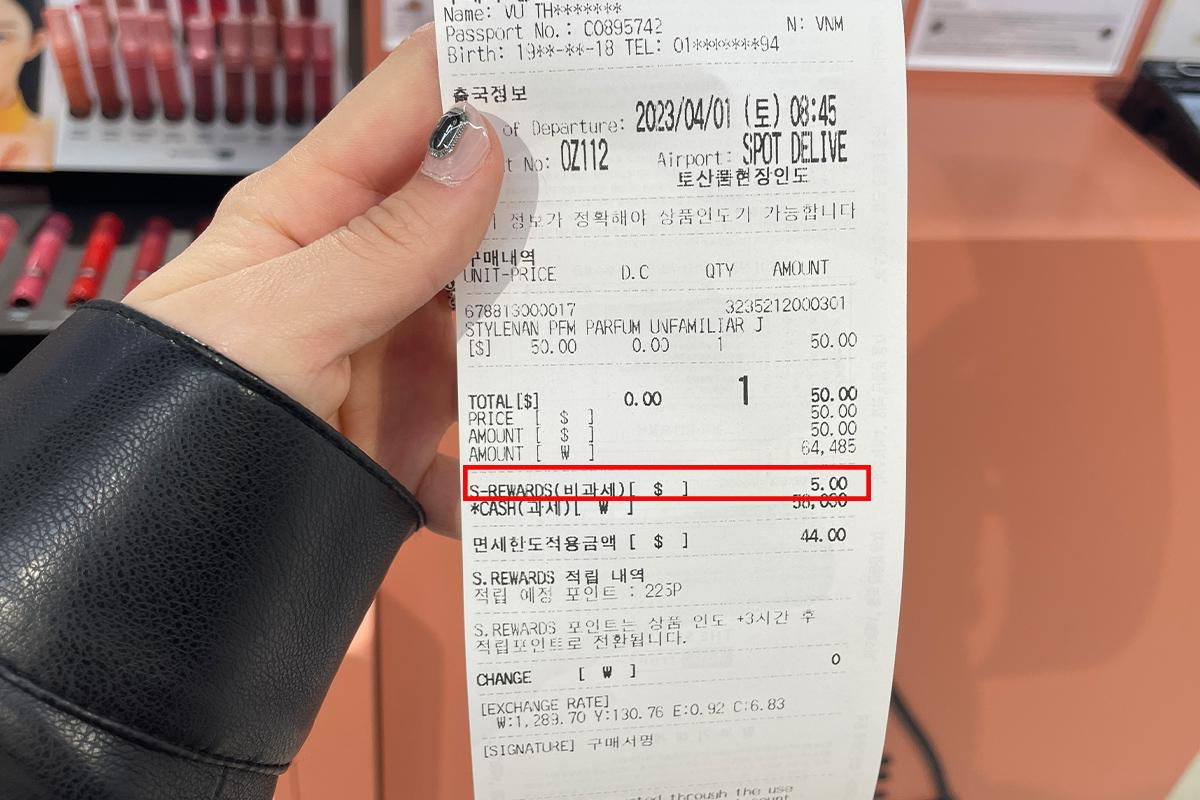 Name: VU TH*******
Passport No.: C0895742 N: VNM
Birth: 19**-**-18 TEL: 01*******94
출국정보
of Departure: 2023/04/01 (토) 08:45
No: OZ112 Airport: SPOT DELIVE
토산품현장인도
정보가 정확해야 상품인도기 가능합니다
구매내역
UNIT-PRICE D.C QTY AMOUNT
678813000017 3235212000301
STYLENAN PFM PARFUM UNFAMILIAR J
[$] 50.00 0.00 1 50.00
TOTAL[$] 0.00 1 50.00
PRICE [ $ ] 50.00
AMOUNT [ $ ] 50.00
AMOUNT [ ₩ ] 64,485
S-REWARDS(비과세)[ $ ] 5.00
*CASH(과세)[ ₩ ]
면세한도적용금액 [ $ ] 44.00
S.REWARDS 적립 내역
적립 예정 포인트 : 225P
S.REWARDS 포인트는 상품 인도 +3시간 후
적립포인트로 전환됩니다.
CHANGE [ ₩ ] 0
[EXCHANGE RATE]
W:1,289.70 Y:130.76 E:0.92 C:6.83
[SIGNATURE] 구매서명
through the use